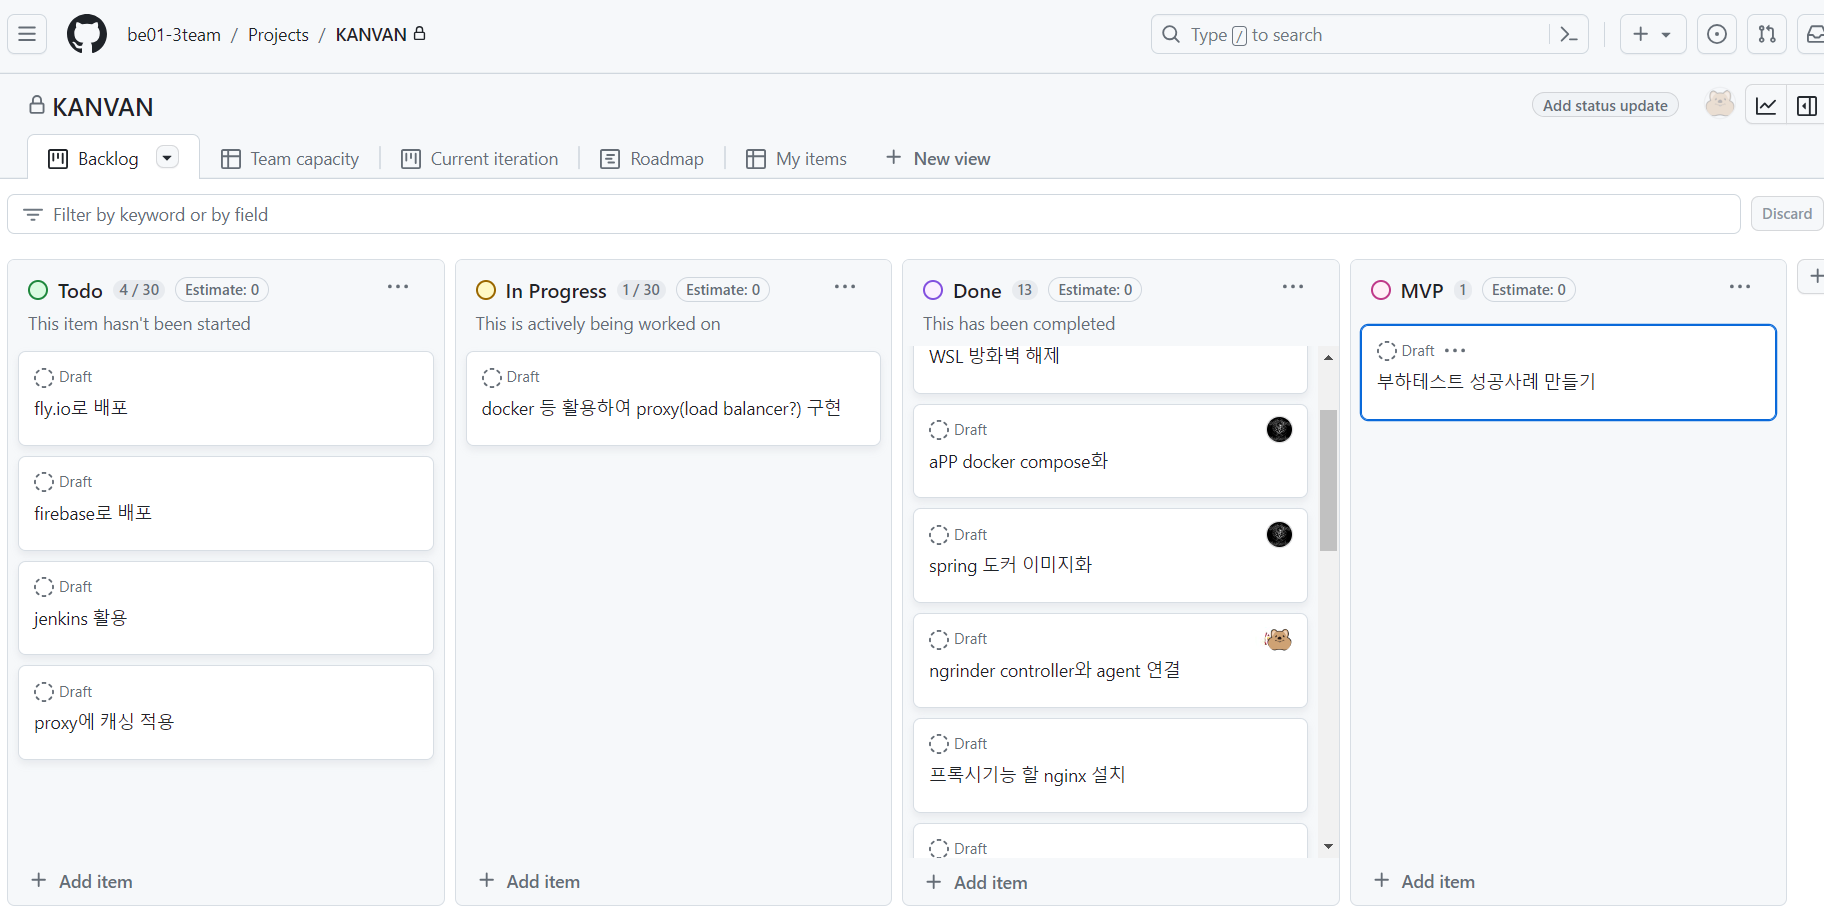 be01-3team / Projects / KANVAN
Type / to search
KANVAN
Add status update
Backlog
Team capacity
Current iteration
Roadmap
My items
+ New view
Filter by keyword or by field
Discard
Todo 4 / 30 Estimate: 0
This item hasn't been started
Draft
fly.io로 배포
Draft
firebase로 배포
Draft
jenkins 활용
Draft
proxy에 캐싱 적용
+ Add item
In Progress 1 / 30 Estimate: 0
This is actively being worked on
Draft
docker 등 활용하여 proxy(load balancer?) 구현
+ Add item
Done 13 Estimate: 0
This has been completed
WSL 방화벽 해제
Draft
aPP docker compose화
Draft
spring 도커 이미지화
Draft
ngrinder controller와 agent 연결
Draft
프록시기능 할 nginx 설치
Draft
+ Add item
MVP 1 Estimate: 0
Draft
부하테스트 성공사례 만들기
+ Add item